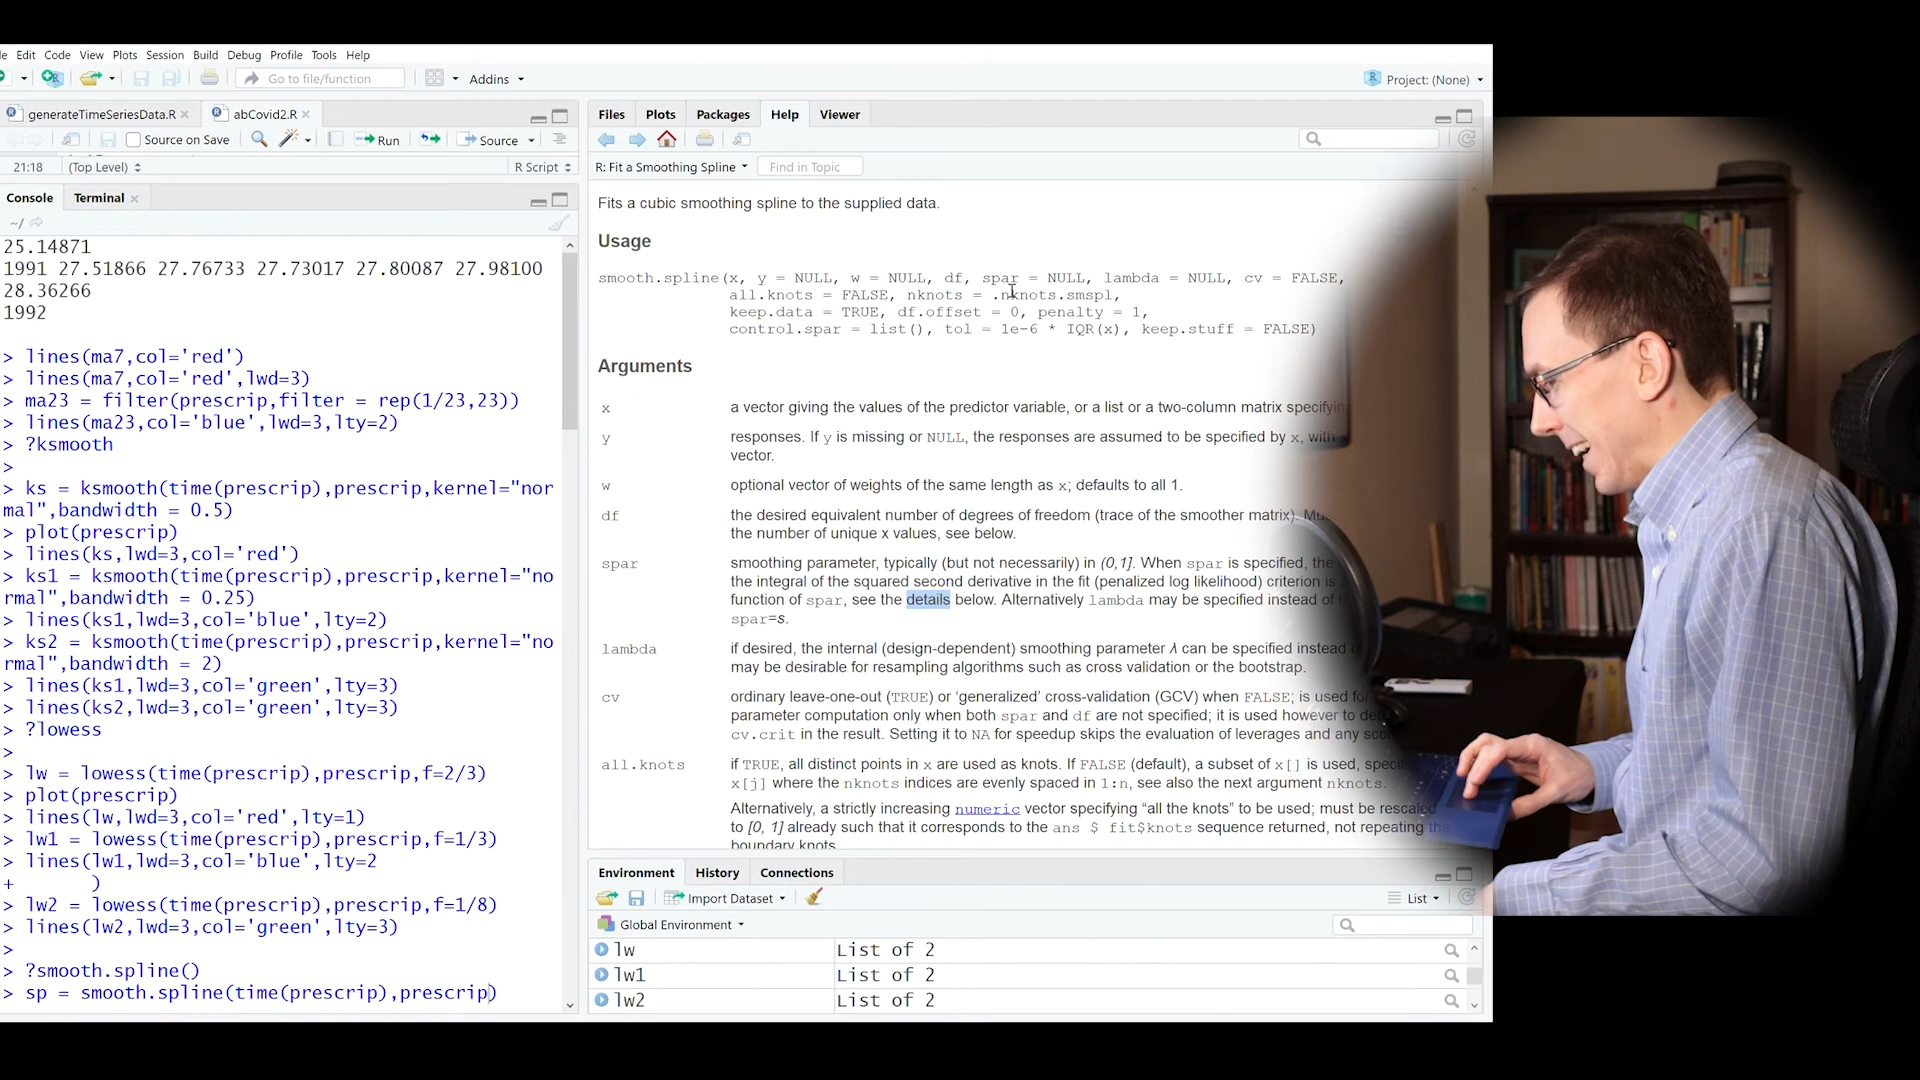 Edit Code View Plots Session Build Debug Profile Tools Help
Go to file/function
Addins
Project: (None)
generateTimeSeriesData.R
abCovid2.R
Source on Save
Run
Source
21:18
(Top Level)
R Script
Console
Terminal
~/
25.14871
1991 27.51866 27.76733 27.73017 27.80087 27.98100
28.36266
1992
> lines(ma7,col='red')
> lines(ma7,col='red',lwd=3)
> ma23 = filter(prescrip,filter = rep(1/23,23))
> lines(ma23,col='blue',lwd=3,lty=2)
> ?ksmooth
>
> ks = ksmooth(time(prescrip),prescrip,kernel="nor
mal",bandwidth = 0.5)
> plot(prescrip)
> lines(ks,lwd=3,col='red')
> ks1 = ksmooth(time(prescrip),prescrip,kernel="no
rmal",bandwidth = 0.25)
> lines(ks1,lwd=3,col='blue',lty=2)
> ks2 = ksmooth(time(prescrip),prescrip,kernel="no
rmal",bandwidth = 2)
> lines(ks1,lwd=3,col='green',lty=3)
> lines(ks2,lwd=3,col='green',lty=3)
> ?lowess
>
> lw = lowess(time(prescrip),prescrip,f=2/3)
> plot(prescrip)
> lines(lw,lwd=3,col='red',lty=1)
> lw1 = lowess(time(prescrip),prescrip,f=1/3)
> lines(lw1,lwd=3,col='blue',lty=2
+ )
> lw2 = lowess(time(prescrip),prescrip,f=1/8)
> lines(lw2,lwd=3,col='green',lty=3)
>
> ?smooth.spline()
> sp = smooth.spline(time(prescrip),prescrip)
Files Plots Packages Help Viewer
R: Fit a Smoothing Spline
Find in Topic
Fits a cubic smoothing spline to the supplied data.
Usage
smooth.spline(x, y = NULL, w = NULL, df, spar = NULL, lambda = NULL, cv = FALSE,
all.knots = FALSE, nknots = .nknots.smspl,
keep.data = TRUE, df.offset = 0, penalty = 1,
control.spar = list(), tol = 1e-6 * IQR(x), keep.stuff = FALSE)
Arguments
x a vector giving the values of the predictor variable, or a list or a two-column matrix specifying
y responses. If y is missing or NULL, the responses are assumed to be specified by x, with
vector.
w optional vector of weights of the same length as x; defaults to all 1.
df the desired equivalent number of degrees of freedom (trace of the smoother matrix).
the number of unique x values, see below.
spar smoothing parameter, typically (but not necessarily) in (0,1]. When spar is specified, the
the integral of the squared second derivative in the fit (penalized log likelihood) criterion is
function of spar, see the details below. Alternatively lambda may be specified instead of
spar=s.
lambda if desired, the internal (design-dependent) smoothing parameter λ can be specified instead
may be desirable for resampling algorithms such as cross validation or the bootstrap.
cv ordinary leave-one-out (TRUE) or ‘generalized’ cross-validation (GCV) when FALSE; is used for
parameter computation only when both spar and df are not specified; it is used however to
cv.crit in the result. Setting it to NA for speedup skips the evaluation of leverages and any
all.knots if TRUE, all distinct points in x are used as knots. If FALSE (default), a subset of x[] is used,
x[j] where the nknots indices are evenly spaced in 1:n, see also the next argument nknots.
Alternatively, a strictly increasing numeric vector specifying “all the knots” to be used; must be rescaled
to [0, 1] already such that it corresponds to the ans $ fit$knots sequence returned, not repeating the
boundary knots.
Environment History Connections
Import Dataset
List
Global Environment
lw List of 2
lw1 List of 2
lw2 List of 2